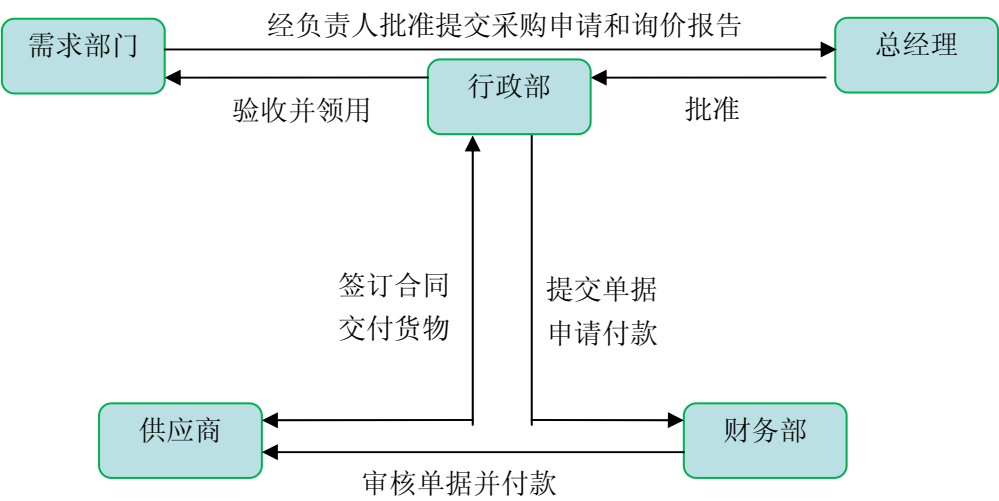 经负责人批准提交采购申请和询价报告
需求部门
总经理
行政部
验收并领用
批准
签订合同
交付货物
提交单据
申请付款
供应商
财务部
审核单据并付款